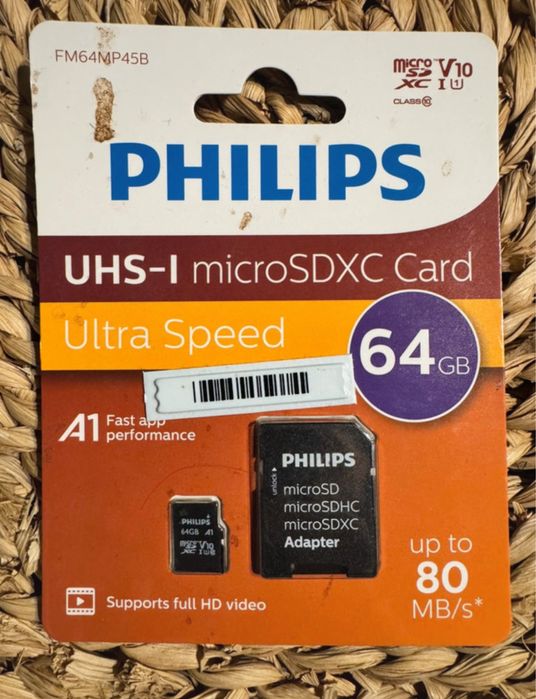 FM64MP45B
micro SD XC V10 I U1
CLASS 10
PHILIPS
UHS-I microSDXC Card
Ultra Speed
64GB
A1 Fast app
performance
PHILIPS
unlock
microSD
microSDHC
microSDXC
Adapter
PHILIPS
64GB A1
up to
80
MB/s*
Supports full HD video